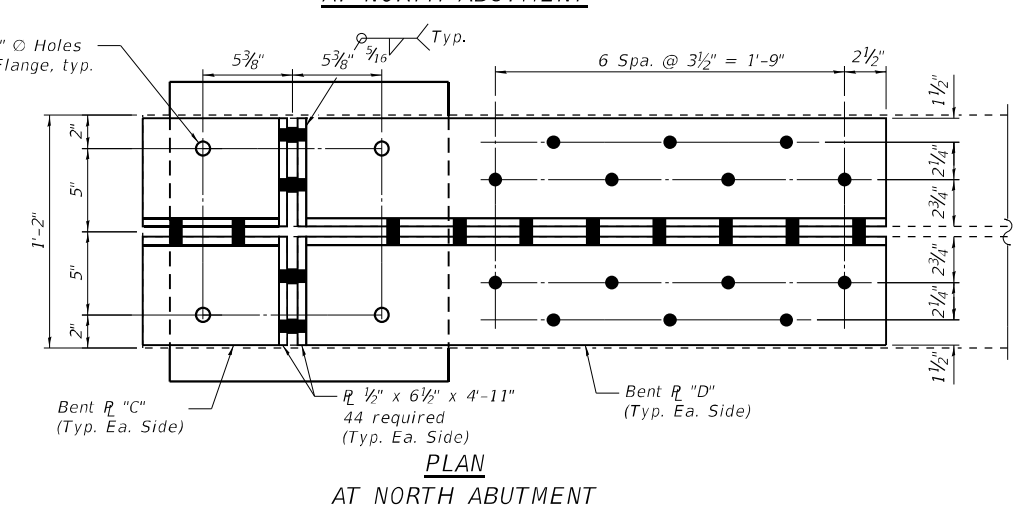 " Ø Holes
Flange, typ.
5⅜"
5⅜"
5/16
Typ.
6 Spa. @ 3½" = 1'-9"
2½"
1½"
2¼"
2¾"
2¾"
2¼"
1½"
1'-2"
2"
5"
5"
2"
Bent ℄ "C"
(Typ. Ea. Side)
℄ ½" x 6½" x 4'-11"
44 required
(Typ. Ea. Side)
Bent ℄ "D"
(Typ. Ea. Side)
PLAN
AT NORTH ABUTMENT